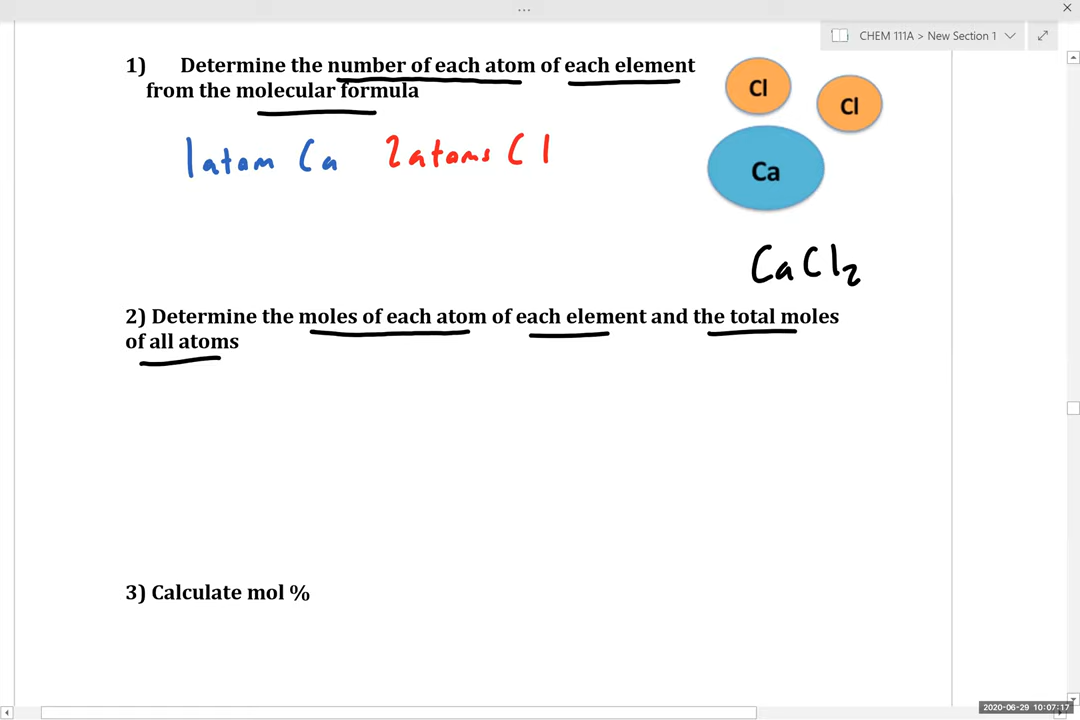 CHEM 111A > New Section 1
1) Determine the number of each atom of each element
from the molecular formula
Cl
Cl
1 atom Ca 2 atoms Cl
Ca
CaCl2
2) Determine the moles of each atom of each element and the total moles
of all atoms
3) Calculate mol %
2020-06-29 10:07:17